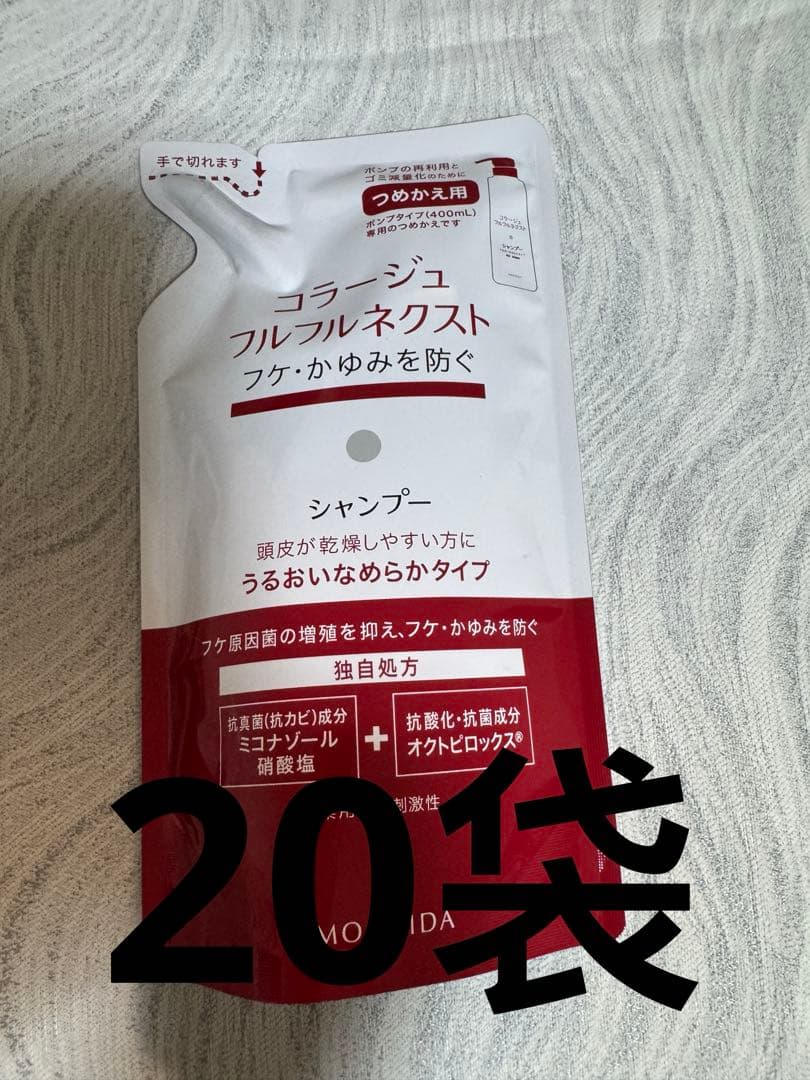 手で切れます
ポンプの再利用と
ゴミ減量化のために
つめかえ用
ポンプタイプ(400mL)
専用のつめかえです
コラージュ
フルフルネクスト
シャンプー
コラージュ
フルフルネクスト
フケ・かゆみを防ぐ
シャンプー
頭皮が乾燥しやすい方に
うるおいなめらかタイプ
フケ原因菌の増殖を抑え、フケ・かゆみを防ぐ
独自処方
抗真菌(抗カビ)成分
ミコナゾール
硝酸塩
+
抗酸化・抗菌成分
オクトピロックス®
刺激性
20袋